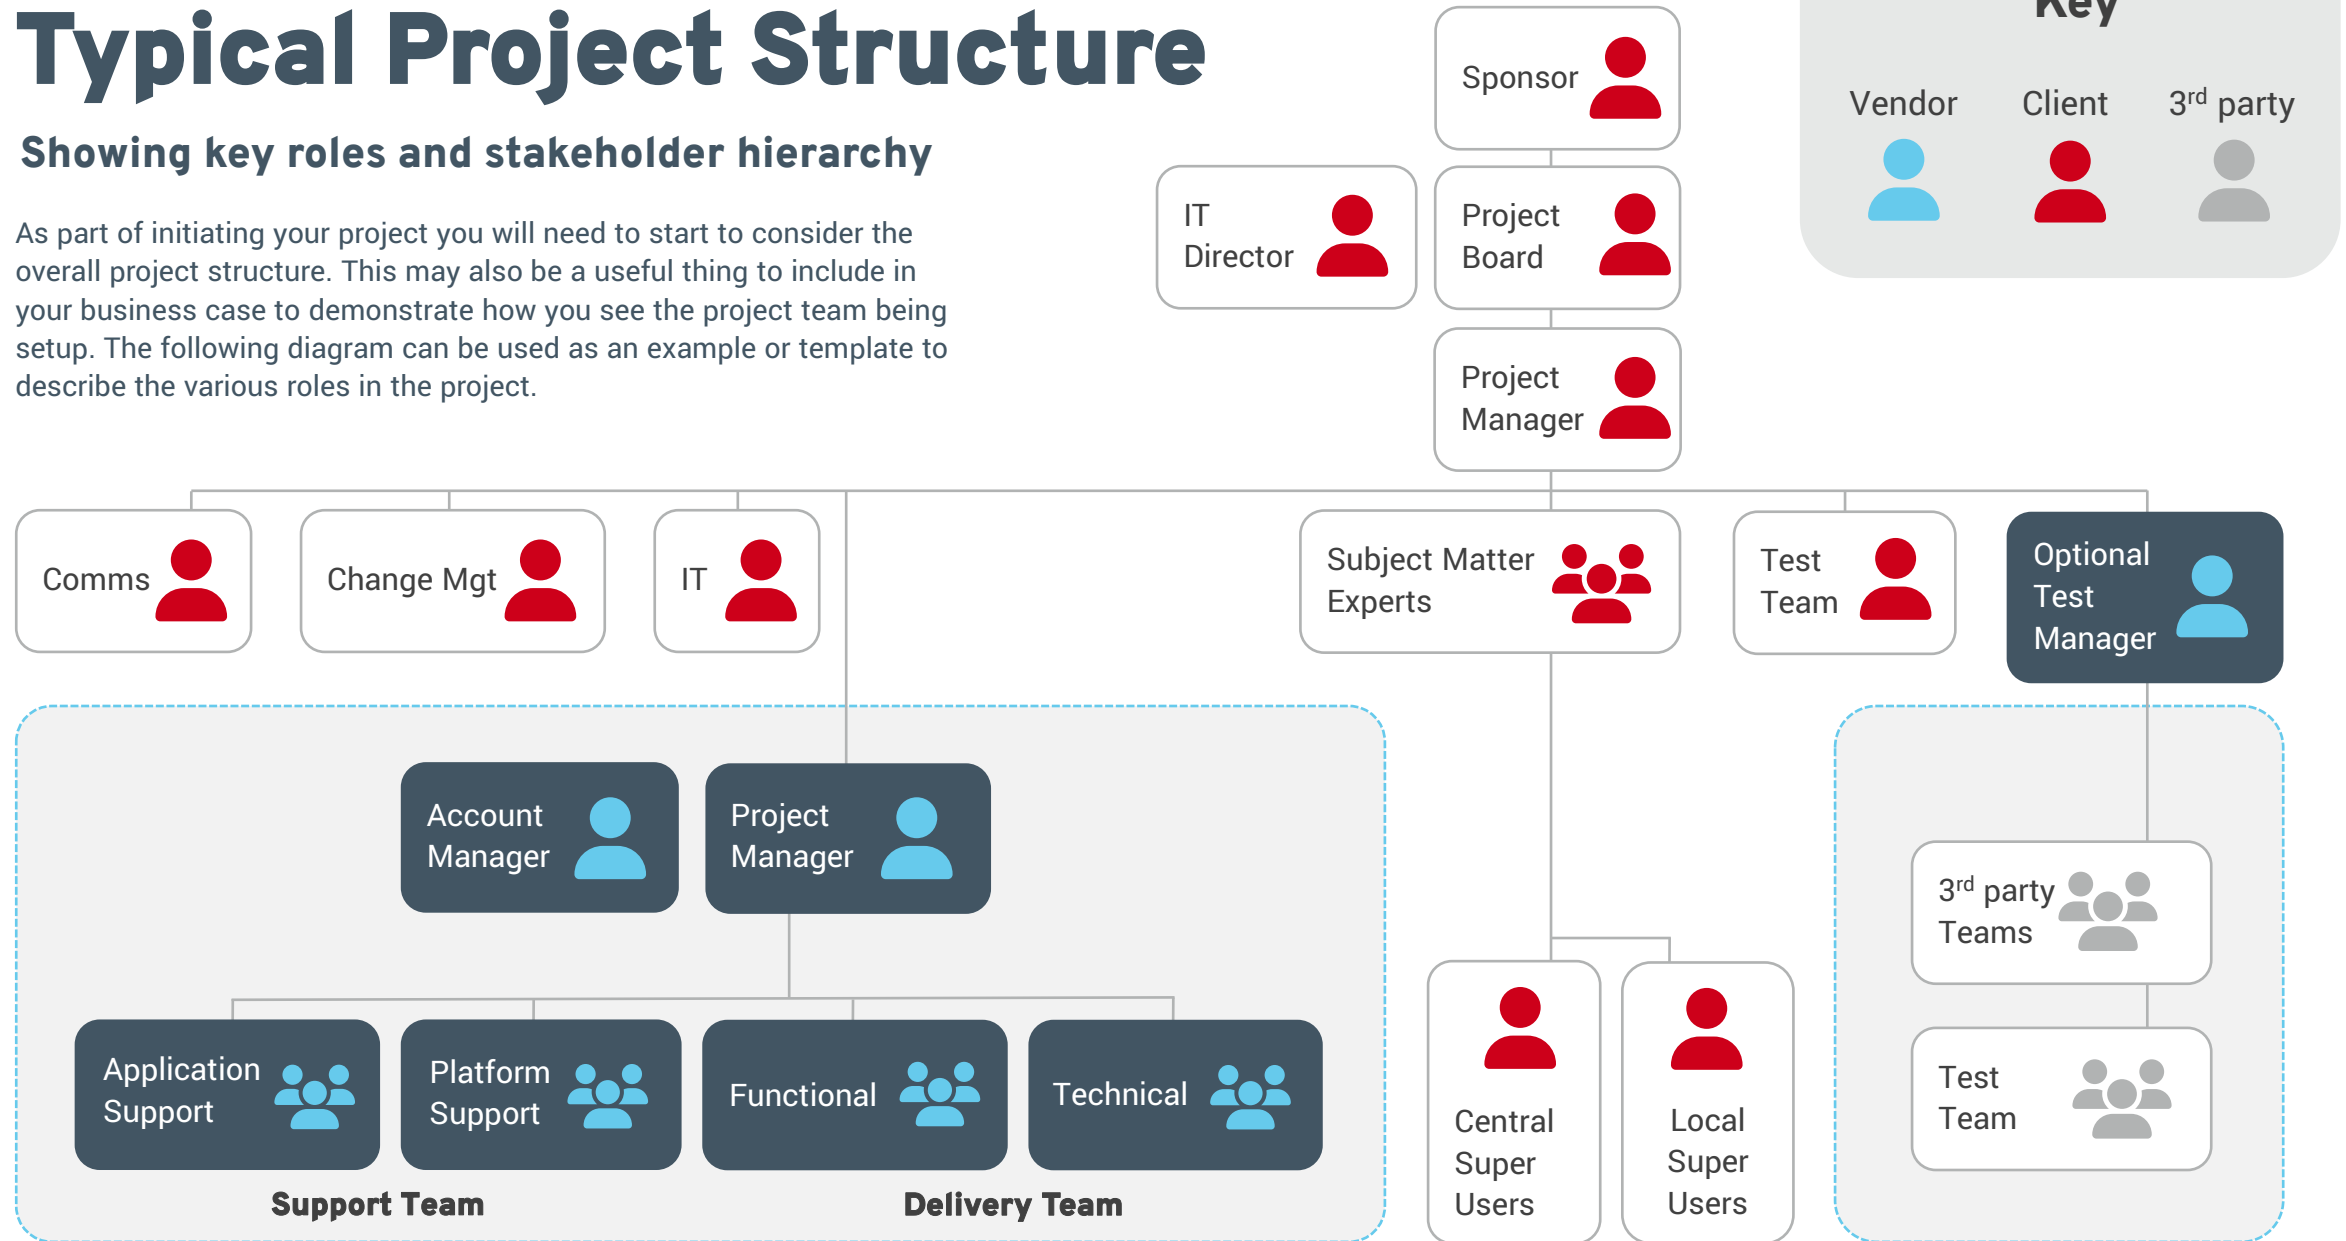 Typical Project Structure
Showing key roles and stakeholder hierarchy
As part of initiating your project you will need to start to consider the
overall project structure. This may also be a useful thing to include in
your business case to demonstrate how you see the project team being
setup. The following diagram can be used as an example or template to
describe the various roles in the project.
Key
Vendor
Client
3rd party
Sponsor
IT
Director
Project
Board
Project
Manager
Comms
Change Mgt
IT
Subject Matter
Experts
Test
Team
Optional
Test
Manager
Account
Manager
Project
Manager
Application
Support
Platform
Support
Functional
Technical
Support Team
Delivery Team
Central
Super
Users
Local
Super
Users
3rd party
Teams
Test
Team